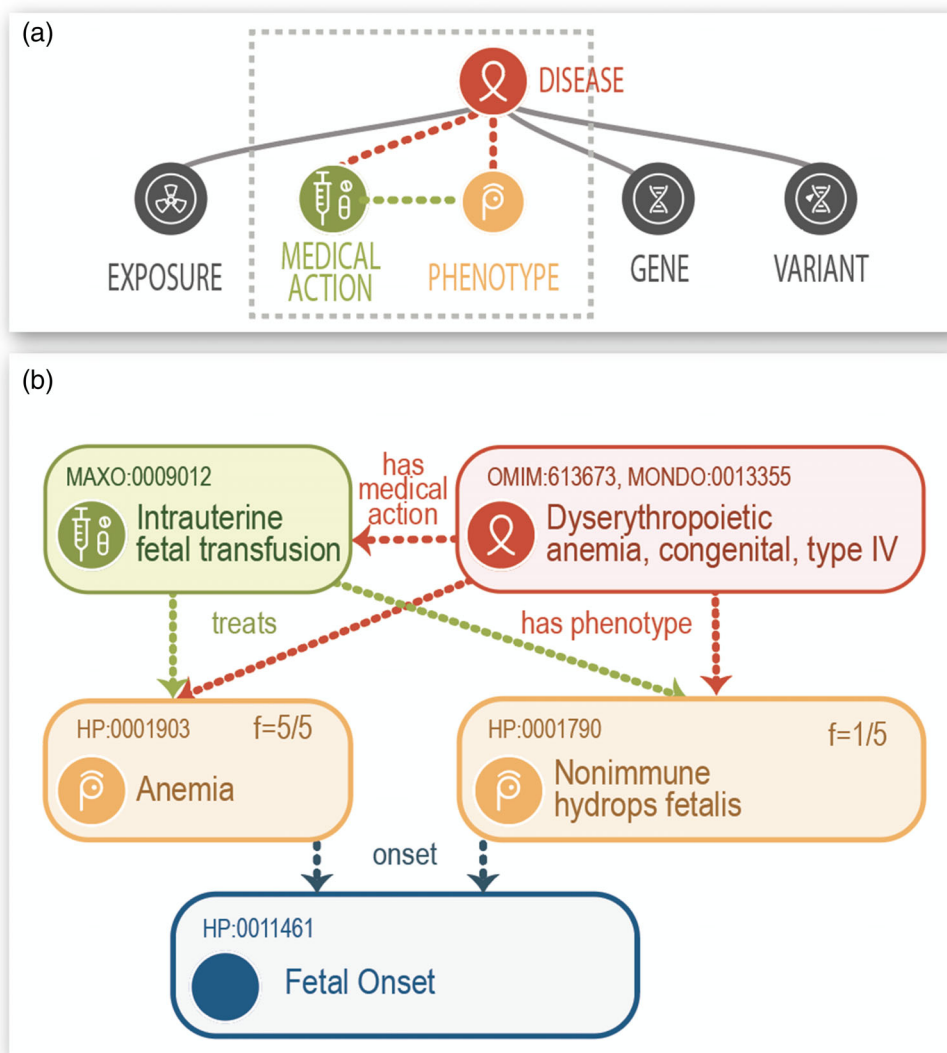 (a)
DISEASE
EXPOSURE
MEDICAL
ACTION
PHENOTYPE
GENE
VARIANT
(b)
MAXO:0009012
Intrauterine
fetal transfusion
has
medical
action
OMIM:613673, MONDO:0013355
Dyserythropoietic
anemia, congenital, type IV
treats
has phenotype
HP:0001903
f=5/5
Anemia
HP:0001790
f=1/5
Nonimmune
hydrops fetalis
onset
HP:0011461
Fetal Onset